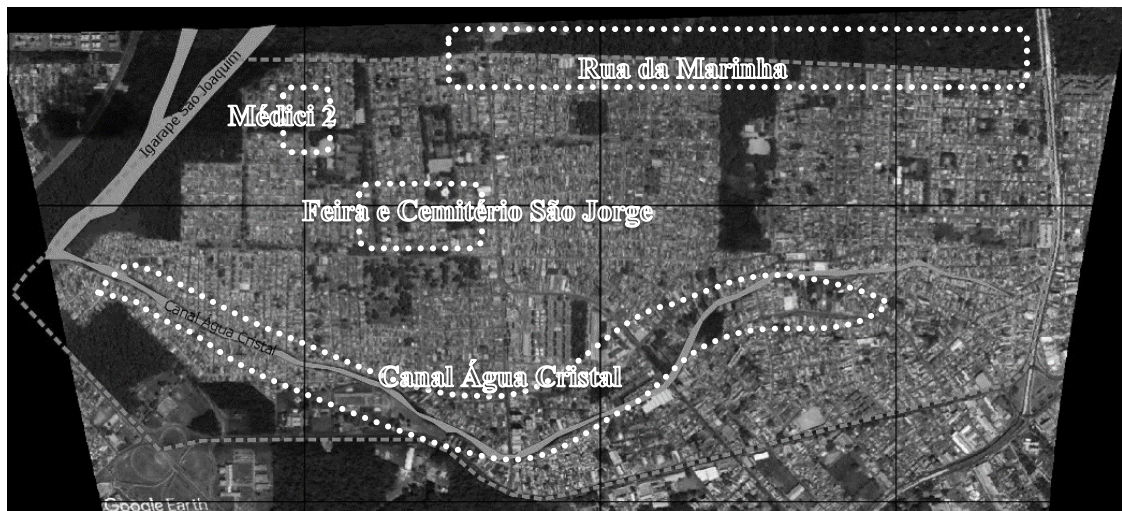 Rua da Marinha
Igarape São Joaquim
Médici 2
Feira e Cemitério São Jorge
Canal Água Cristal
Canal Água Cristal
Google Earth